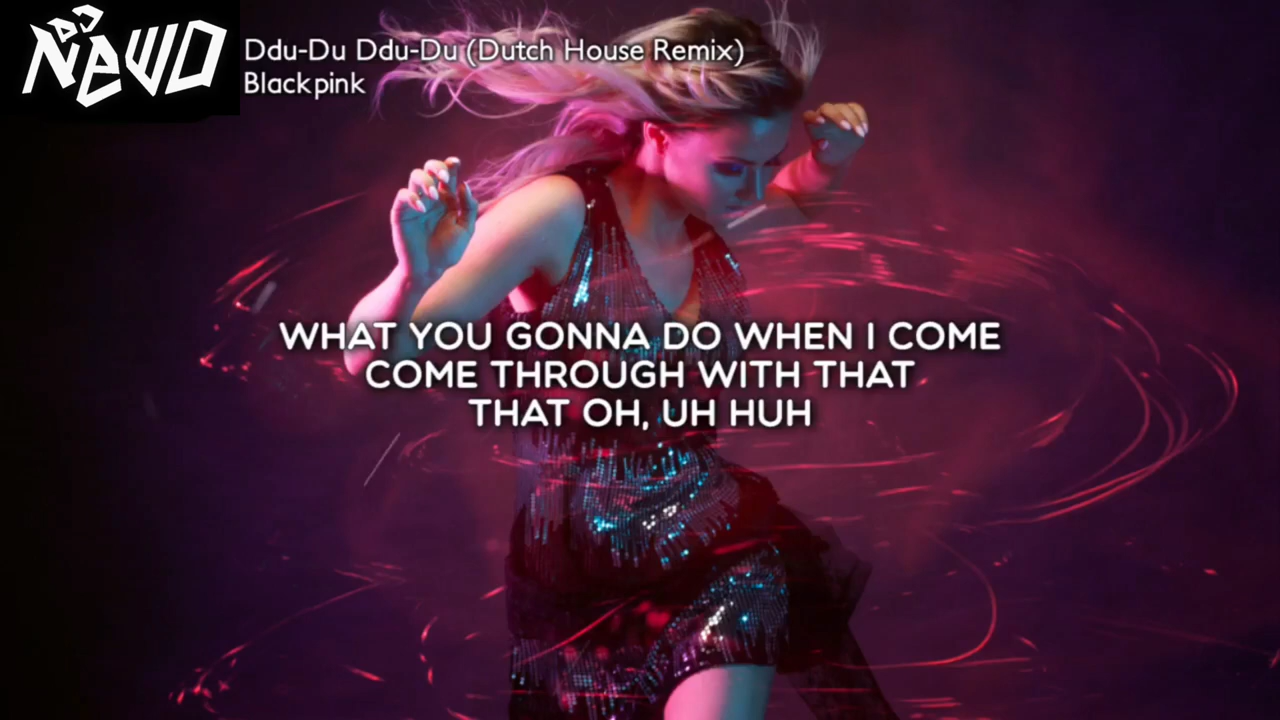 DJ
NEWO
Ddu-Du Ddu-Du (Dutch House Remix)
Blackpink
WHAT YOU GONNA DO WHEN I COME
COME THROUGH WITH THAT
THAT OH, UH HUH